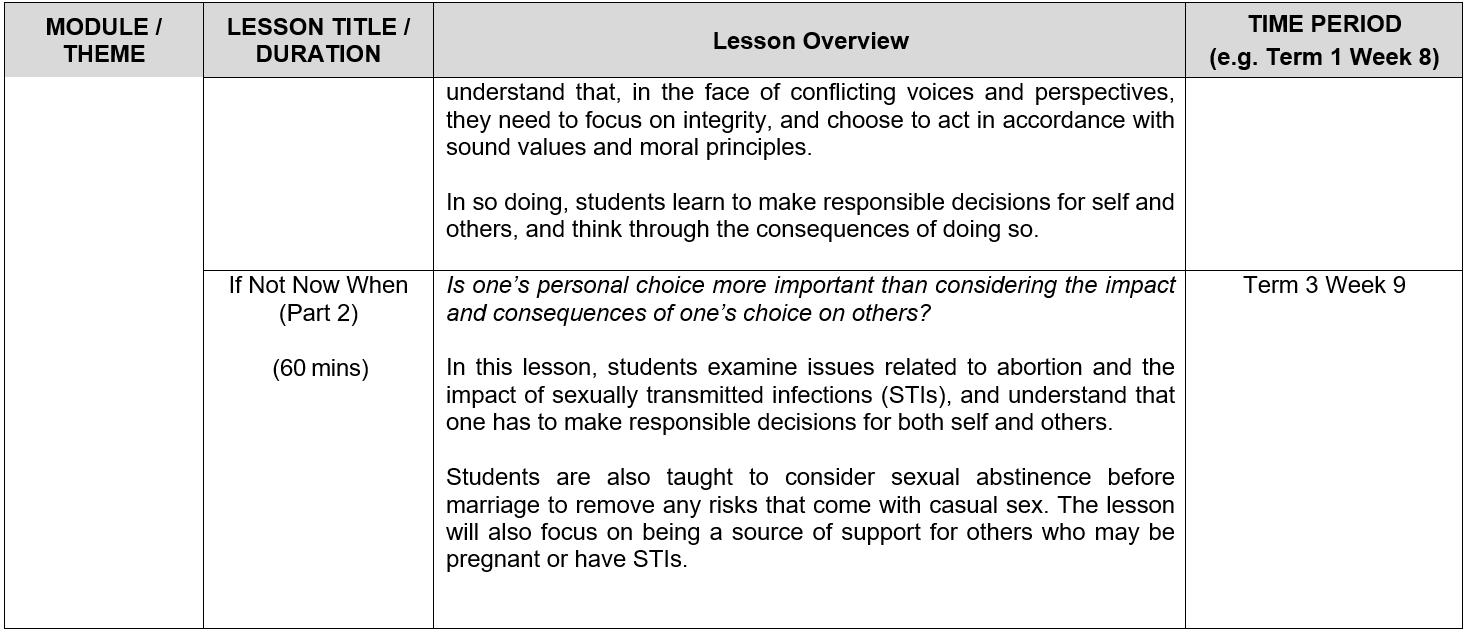 MODULE /
THEME
LESSON TITLE /
DURATION
Lesson Overview
TIME PERIOD
(e.g. Term 1 Week 8)
understand that, in the face of conflicting voices and perspectives,
they need to focus on integrity, and choose to act in accordance with
sound values and moral principles.
In so doing, students learn to make responsible decisions for self and
others, and think through the consequences of doing so.
If Not Now When
(Part 2)
(60 mins)
Is one’s personal choice more important than considering the impact
and consequences of one’s choice on others?
In this lesson, students examine issues related to abortion and the
impact of sexually transmitted infections (STIs), and understand that
one has to make responsible decisions for both self and others.
Students are also taught to consider sexual abstinence before
marriage to remove any risks that come with casual sex. The lesson
will also focus on being a source of support for others who may be
pregnant or have STIs.
Term 3 Week 9